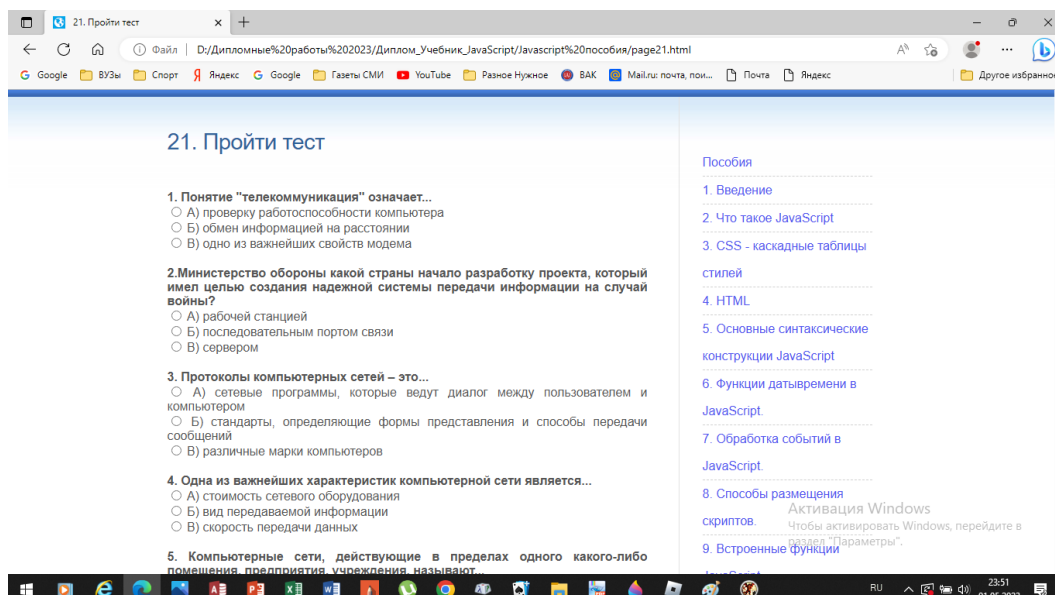 21. Пройти тест
Файл | D:/Дипломные%20работы%202023/Диплом_Учебник_JavaScript/Javascript%20пособия/page21.html
Google ВУЗы Спорт Яндекс Google Газеты СМИ YouTube Разное Нужное ВАК Mail.ru: почта, пои... Почта Яндекс Другое избранно
21. Пройти тест
1. Понятие "телекоммуникация" означает...
А) проверку работоспособности компьютера
Б) обмен информацией на расстоянии
В) одно из важнейших свойств модема
2.Министерство обороны какой страны начало разработку проекта, который
имел целью создания надежной системы передачи информации на случай
войны?
А) рабочей станцией
Б) последовательным портом связи
В) сервером
3. Протоколы компьютерных сетей – это...
А) сетевые программы, которые ведут диалог между пользователем и
компьютером
Б) стандарты, определяющие формы представления и способы передачи
сообщений
В) различные марки компьютеров
4. Одна из важнейших характеристик компьютерной сети является...
А) стоимость сетевого оборудования
Б) вид передаваемой информации
В) скорость передачи данных
5. Компьютерные сети, действующие в пределах одного какого-либо
помещения, предприятия, учреждения, называют...
Пособия
1. Введение
2. Что такое JavaScript
3. CSS - каскадные таблицы
стилей
4. HTML
5. Основные синтаксические
конструкции JavaScript
6. Функции датывремени в
JavaScript.
7. Обработка событий в
JavaScript.
8. Способы размещения
скриптов.
9. Встроенные функции
JavaScript
Активация Windows
Чтобы активировать Windows, перейдите в
раздел "Параметры".
RU
23:51